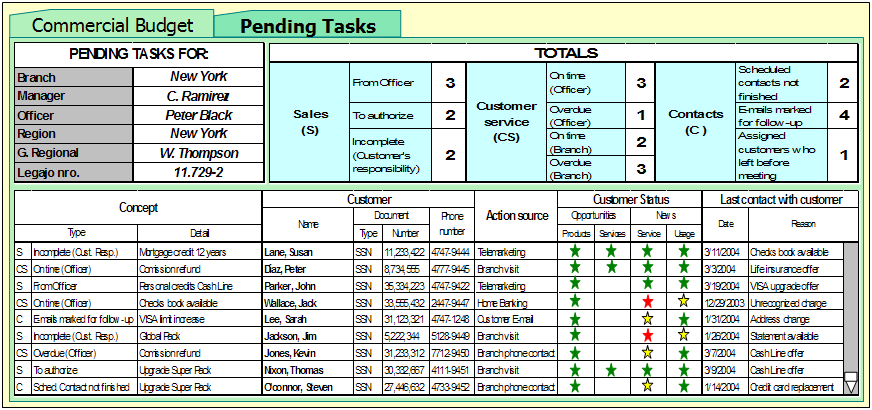 Commercial Budget
Pending Tasks
PENDING TASKS FOR:
Branch New York
Manager C. Ramirez
Officer Peter Black
Region New York
G. Regional W. Thompson
Legajo nro. 11.729-2
TOTALS
Sales (S)
From Officer 3
To authorize 2
Incomplete (Customer's responsibility) 2
Customer service (CS)
On time (Officer) 3
Overdue (Officer) 1
On time (Branch) 2
Overdue (Branch) 3
Contacts (C )
Scheduled contacts not finished 2
E-mails marked for follow-up 4
Assigned customers who left before meeting 1
Concept Customer Action source Customer Status Last contact with customer
Type Detail Name Document Phone number Opportunities News Date Reason
Type Number Products Services Service Usage
S Incomplete (Cust. Resp.) Mortgage credit 12 years Lane, Susan SSN 11,233,422 4747-9444 Telemarketing 3/11/2004 Checks book available
CS On time (Officer) Comission refund Díaz, Peter SSN 8,734,555 4777-9445 Branch visit 3/3/2004 Life insurance offer
S From Officer Personal credits Cash Line Parker, John SSN 35,334,223 4747-9422 Telemarketing 3/19/2004 VISA upgrade offer
CS On time (Officer) Checks book available Wallace, Jack SSN 33,555,432 2447-9447 Home Banking 12/29/2003 Unrecognized charge
C E-mails marked for follow-up VISA limit increase Lee, Sarah SSN 31,123,321 4747-1248 Customer E-mail 1/31/2004 Address change
S Incomplete (Cust. Resp.) Global Pack Jackson, Jim SSN 5,222,344 5128-9449 Branch phone contact 1/26/2004 Statement available
CS Overdue (Officer) Comission refund Jones, Kevin SSN 31,233,312 7712-9450 Branch phone contact 3/7/2004 Cash Line offer
S To authorize Upgrade Super Pack Nixon, Thomas SSN 30,332,667 4111-9451 Branch visit 3/9/2004 Cash Line offer
C Sched. Contact not finished Upgrade Super Pack O'connor, Steven SSN 27,446,632 4733-9452 Branch phone contact 1/14/2004 Credit card replacement